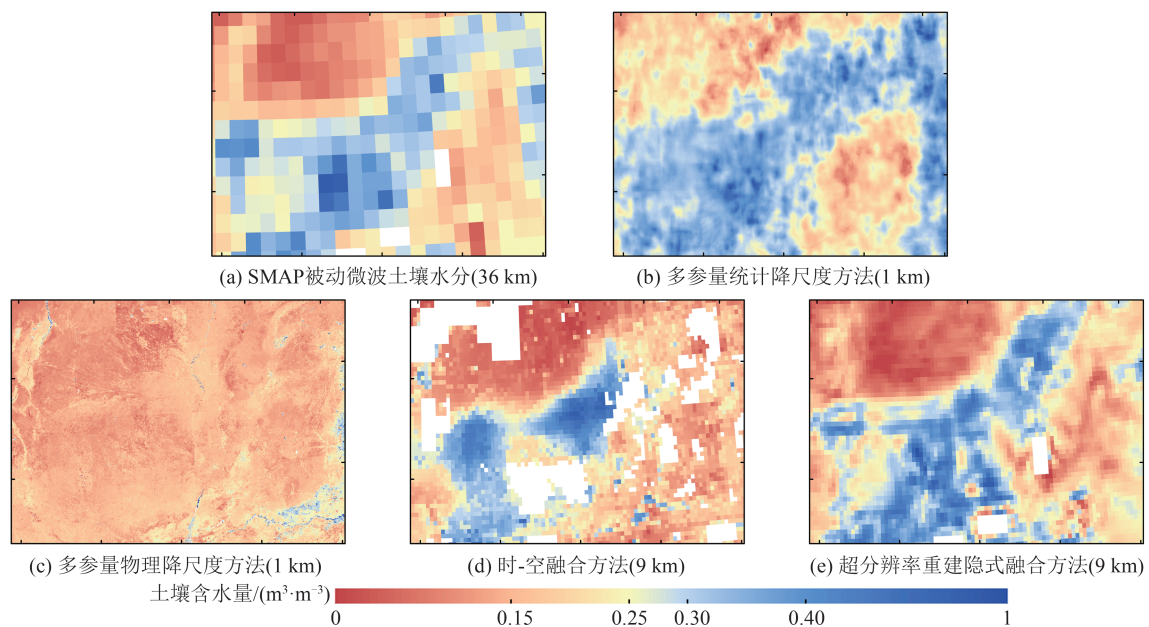 (a) SMAP被动微波土壤水分(36 km)
(b) 多参量统计降尺度方法(1 km)
(c) 多参量物理降尺度方法(1 km)
(d) 时-空融合方法(9 km)
(e) 超分辨率重建隐式融合方法(9 km)
土壤含水量/(m³·m⁻³)
0 0.15 0.25 0.30 0.40 1